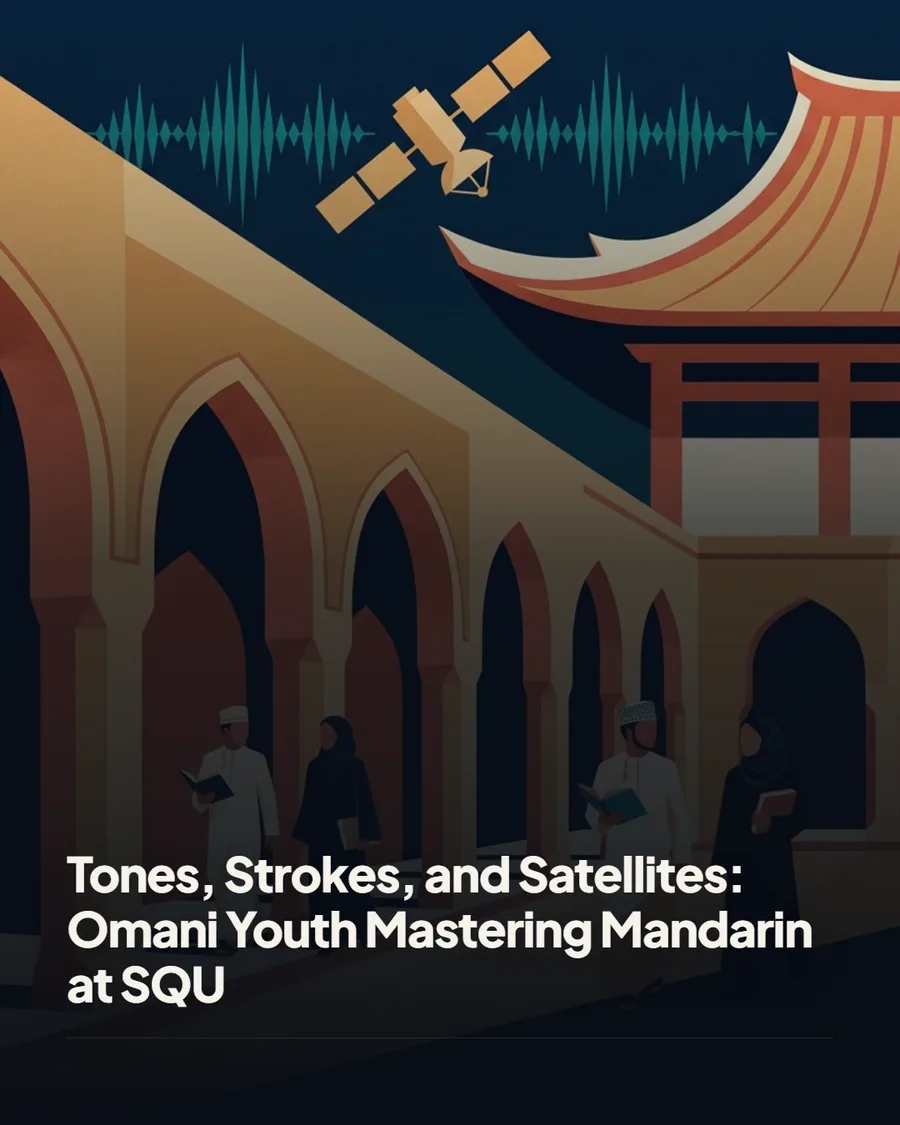 Tones, Strokes, and Satellites:
Omani Youth Mastering Mandarin
at SQU